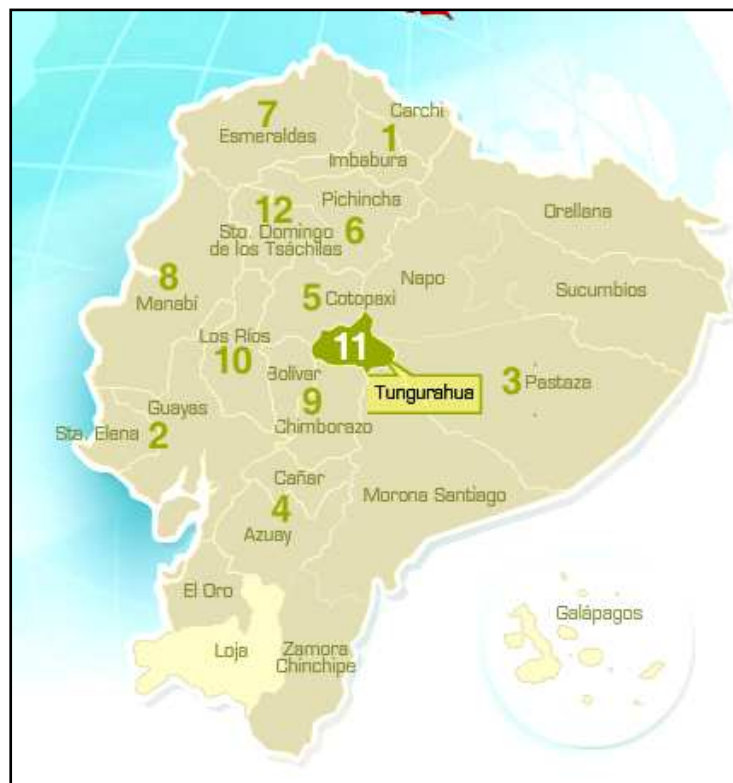 7
Esmeraldas
Carchi
1
Imbabura
Pichincha
12
Sto. Domingo
de los Tsáchilas
6
Orellana
8
Manabí
5
Cotopaxi
Napo
Sucumbios
Los Ríos
10
11
Tungurahua
Bolívar
9
Chimborazo
3
Pastaza
Guayas
Sta. Elena
2
Cañar
4
Azuay
Morona Santiago
El Oro
Loja
Zamora
Chinchipe
Galápagos